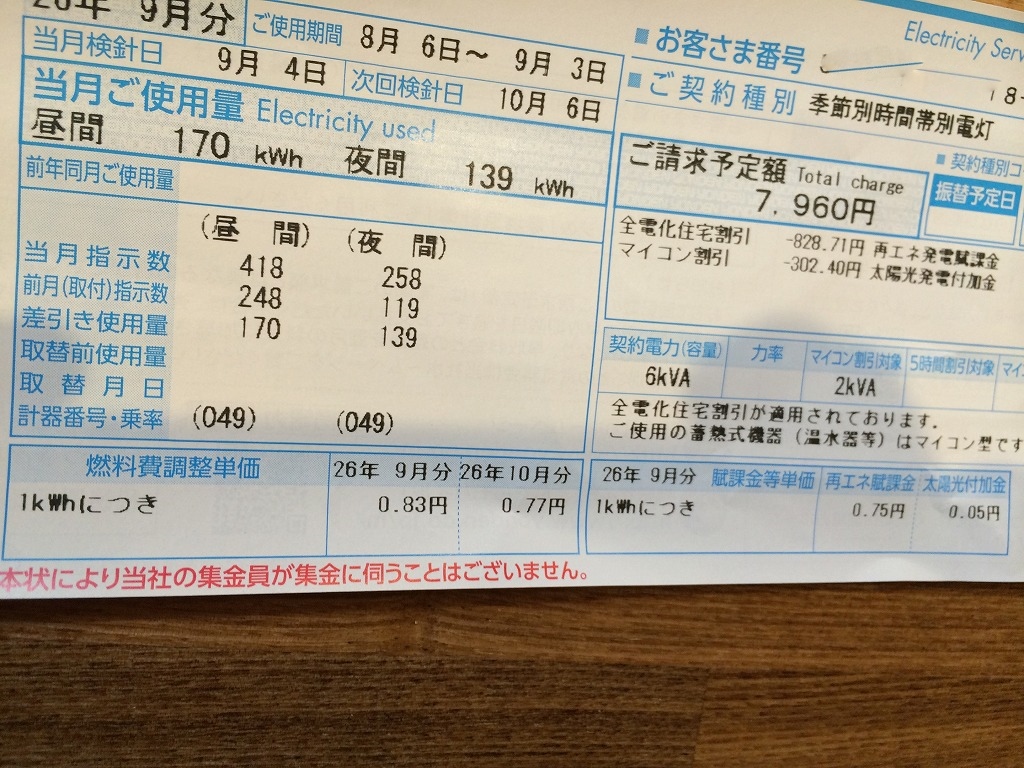 26年 9月分
ご使用期間 8月 6日～ 9月 3日
当月検針日 9月 4日
次回検針日 10月 6日
当月ご使用量 Electricity used
昼間 170 kWh 夜間 139 kWh
前年同月ご使用量
(昼 間) (夜 間)
当月指示数 418 258
前月(取付)指示数 248 119
差引き使用量 170 139
取替前使用量
取替月日
計器番号・乗率 (049) (049)
燃料費調整単価 26年 9月分 26年10月分
1kWhにつき 0.83円 0.77円
Electricity
■お客さま番号
■ご契約種別 季節別時間帯別電灯
■契約種別コ
ご請求予定額 Total charge
7,960円
振替予定日
全電化住宅割引 -828.71円 再エネ発電賦課金
マイコン割引 -302.40円 太陽光発電付加金
契約電力(容量) 力率 マイコン割引対象 5時間割引対象 マイ
6kVA 2kVA
全電化住宅割引が適用されております.
ご使用の蓄熱式機器（温水器等）はマイコン型です
26年 9月分 賦課金等単価 再エネ賦課金 太陽光付加金
1kWhにつき 0.75円 0.05円
本状により当社の集金員が集金に伺うことはございません。